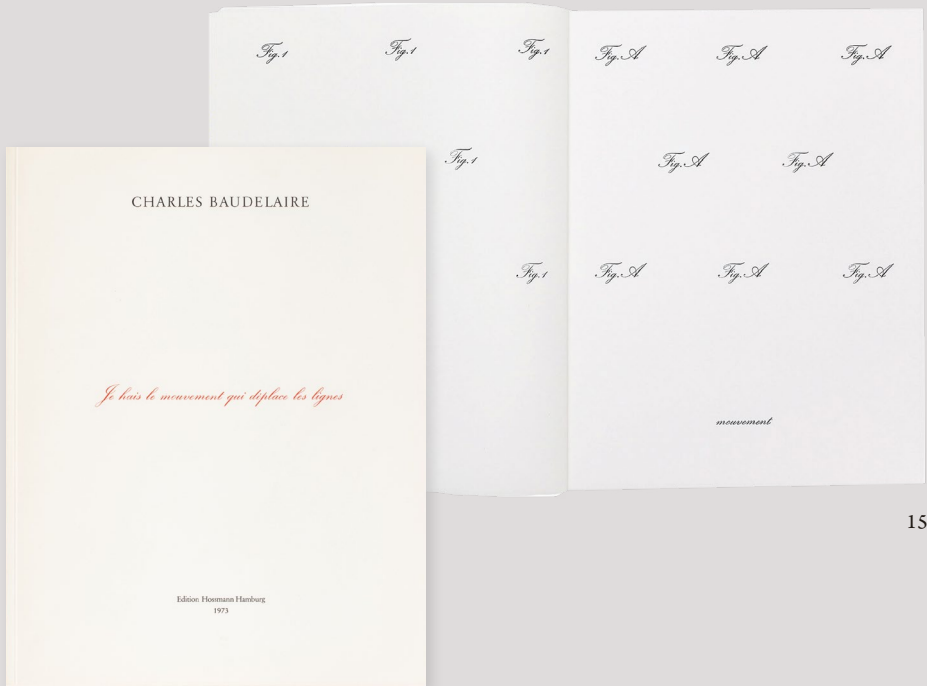 Fig. 1 Fig. 1 Fig. 1
Fig. 1
Fig. 1
Fig. A Fig. A Fig. A
Fig. A Fig. A
Fig. A Fig. A Fig. A
mouvement
CHARLES BAUDELAIRE
Je hais le mouvement qui déplace les lignes
Edition Hossmann Hamburg
1973
15